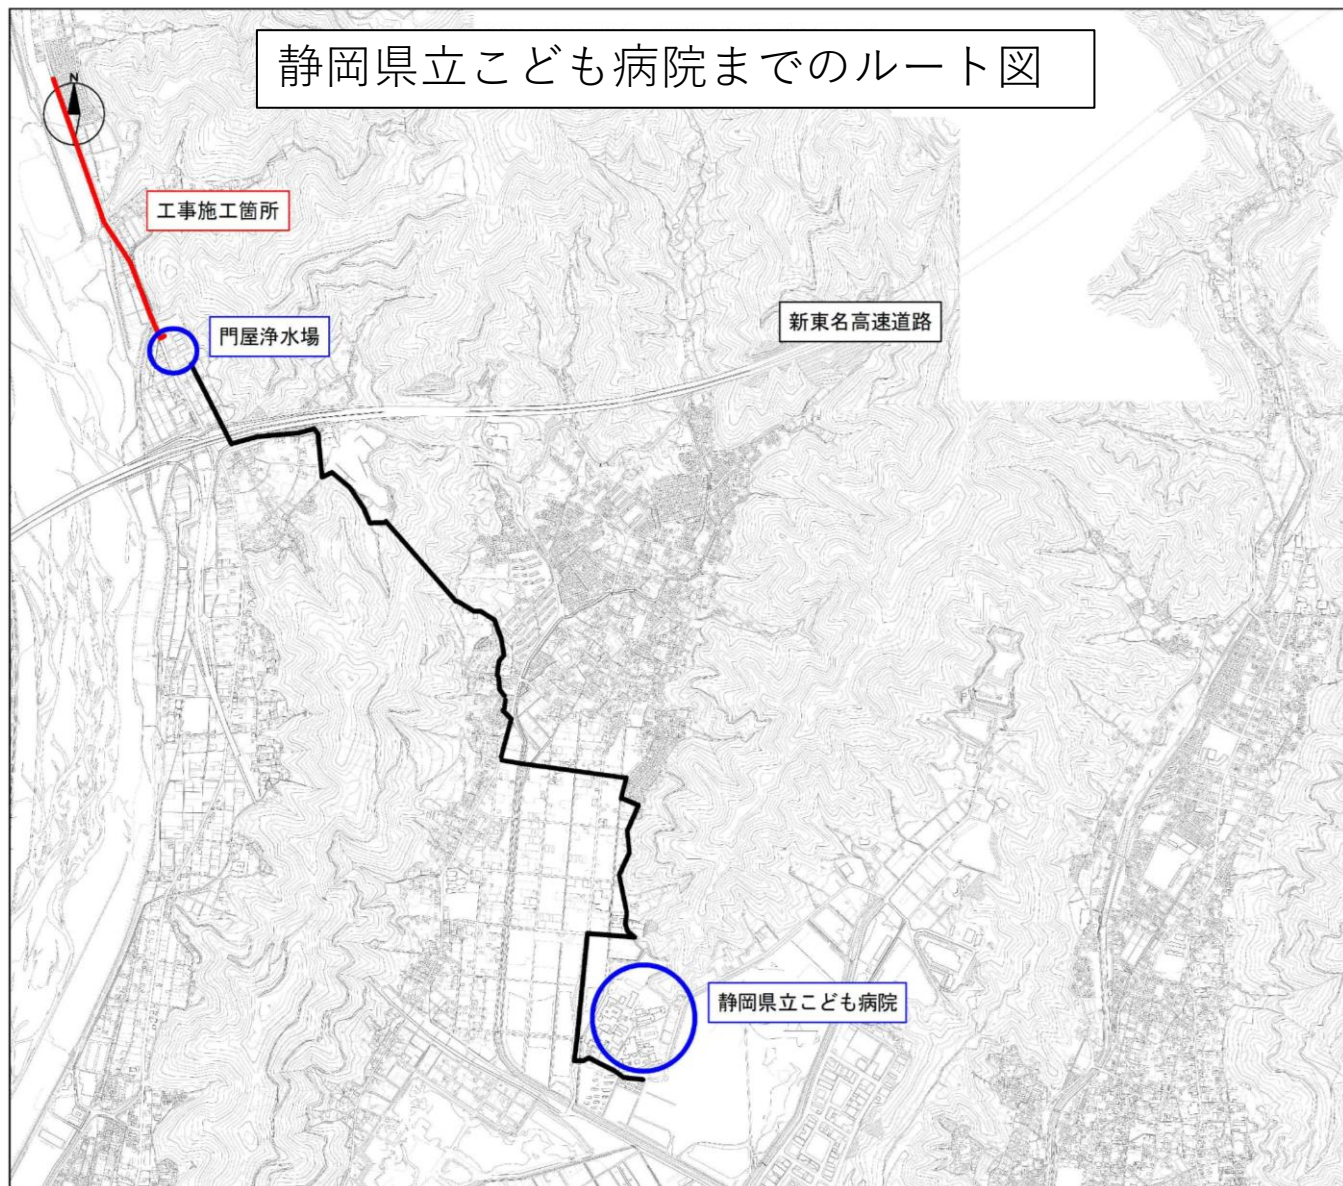 静岡県立こども病院までのルート図
N
工事施工箇所
門屋浄水場
新東名高速道路
静岡県立こども病院